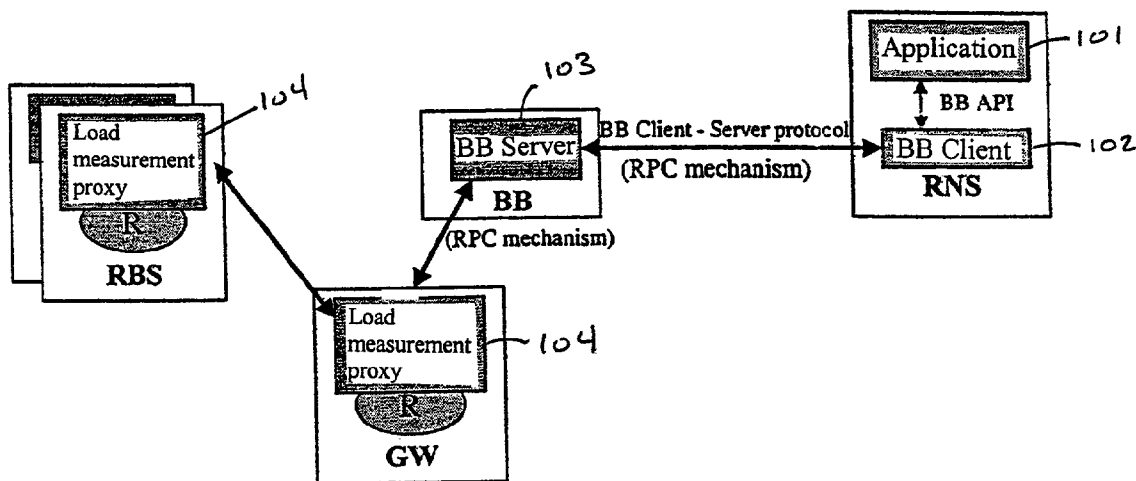 104
Load
measurement
proxy
R
RBS
103
BB Server
BB
(RPC mechanism)
BB Client - Server protocol
(RPC mechanism)
Application
101
BB API
BB Client
102
RNS
Load
measurement
proxy
104
R
GW